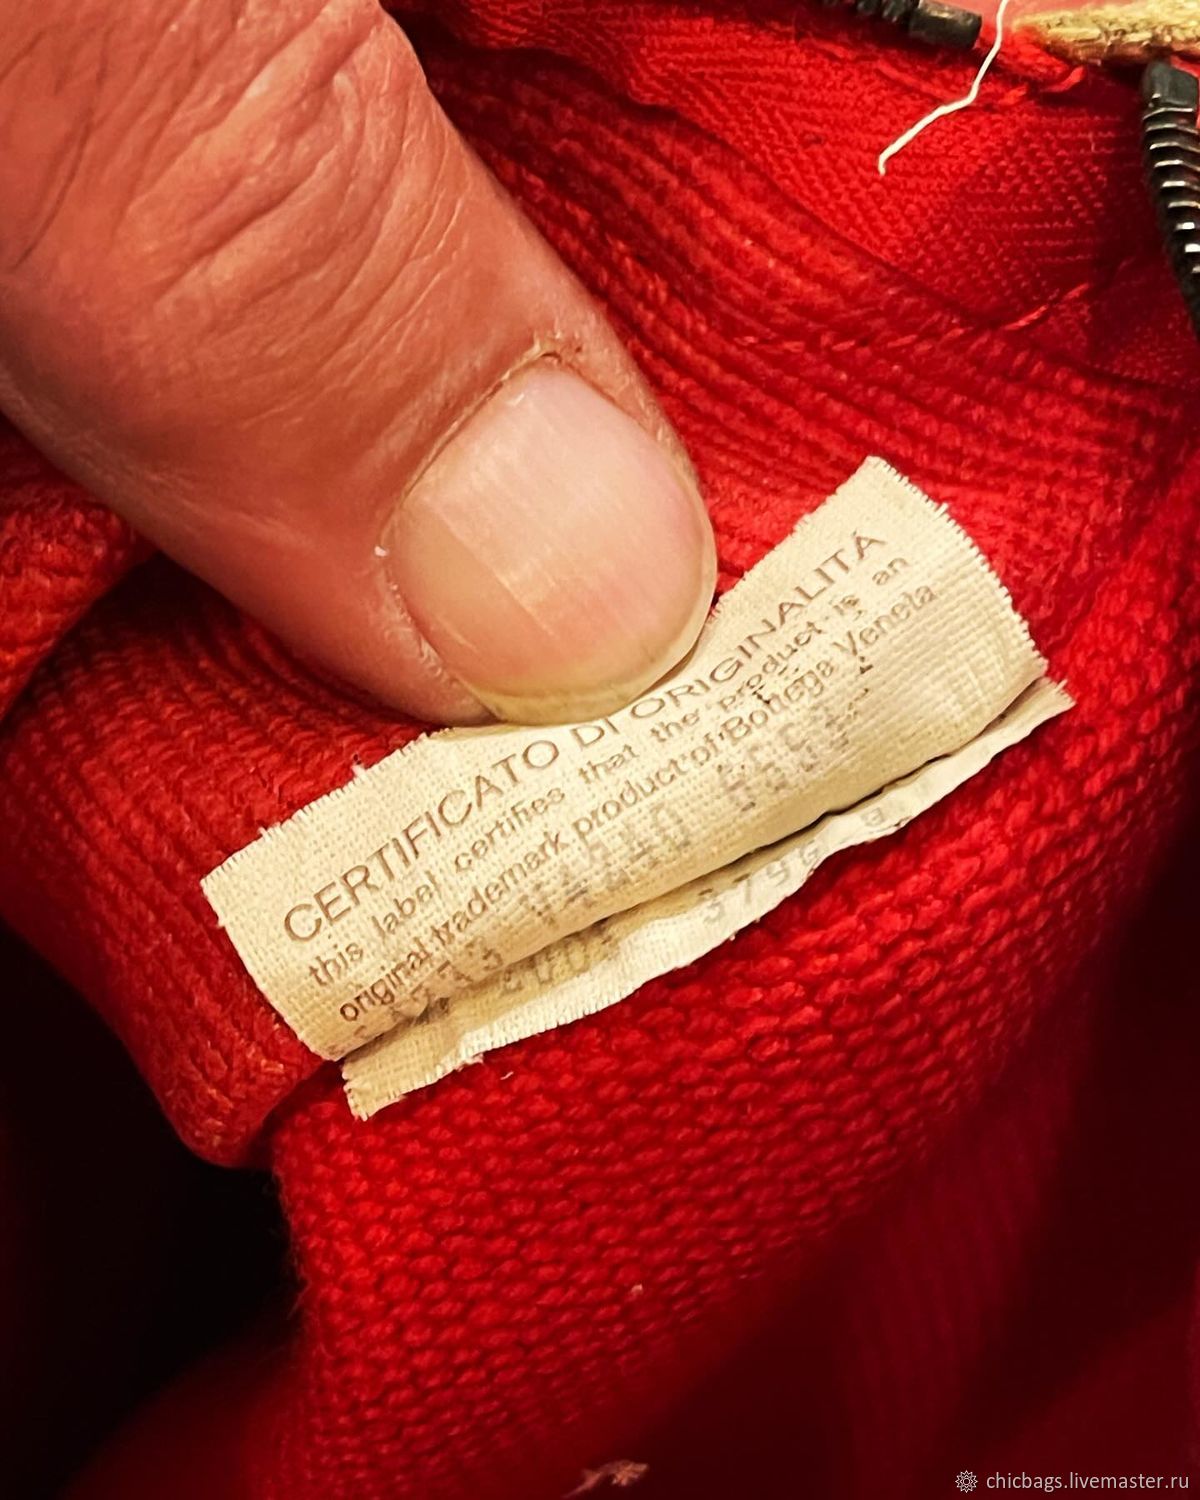 CERTIFICATO DI ORIGINALITÁ
this label certifies that the product is an
original trademark product of Bottega Veneta
chicbags.livemaster.ru